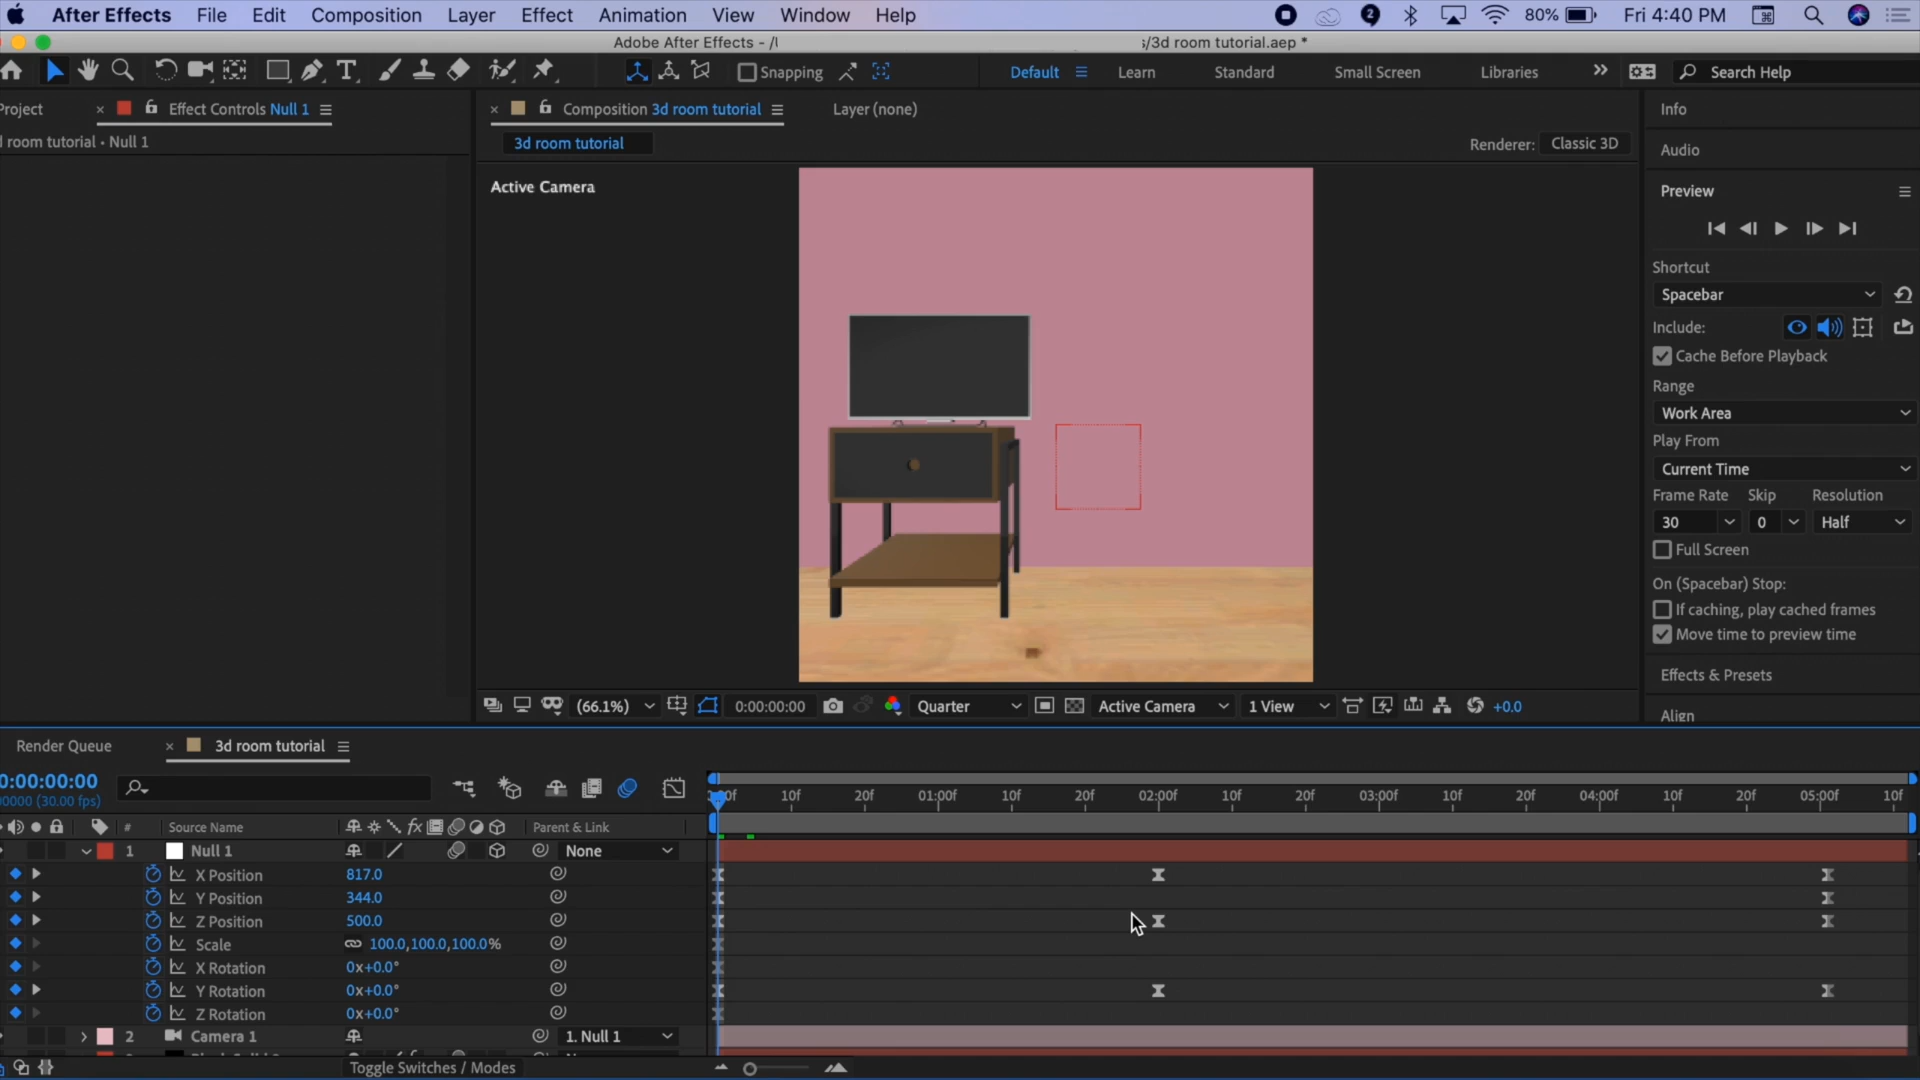 After Effects File Edit Composition Layer Effect Animation View Window Help 2 80% Fri 4:40 PM
Adobe After Effects - /U s/3d room tutorial.aep *
Snapping Default Learn Standard Small Screen Libraries Search Help
Project Effect Controls Null 1 Composition 3d room tutorial Layer (none) Info
room tutorial • Null 1 3d room tutorial Renderer: Classic 3D
Audio
Active Camera
Preview
Shortcut
Spacebar
Include:
Cache Before Playback
Range
Work Area
Play From
Current Time
Frame Rate Skip Resolution
30 0 Half
Full Screen
On (Spacebar) Stop:
If caching, play cached frames
Move time to preview time
Effects & Presets
Align
(66.1%) 0:00:00:00 Quarter Active Camera 1 View +0.0
Render Queue 3d room tutorial
0:00:00:00
00000 (30.00 fps)
10f 20f 01:00f 10f 20f 02:00f 10f 20f 03:00f 10f 20f 04:00f 10f 20f 05:00f 10f
# Source Name fx Parent & Link
1 Null 1 None
X Position 817.0
Y Position 344.0
Z Position 500.0
Scale 100.0,100.0,100.0%
X Rotation 0x+0.0°
Y Rotation 0x+0.0°
Z Rotation 0x+0.0°
2 Camera 1 1. Null 1
Toggle Switches / Modes